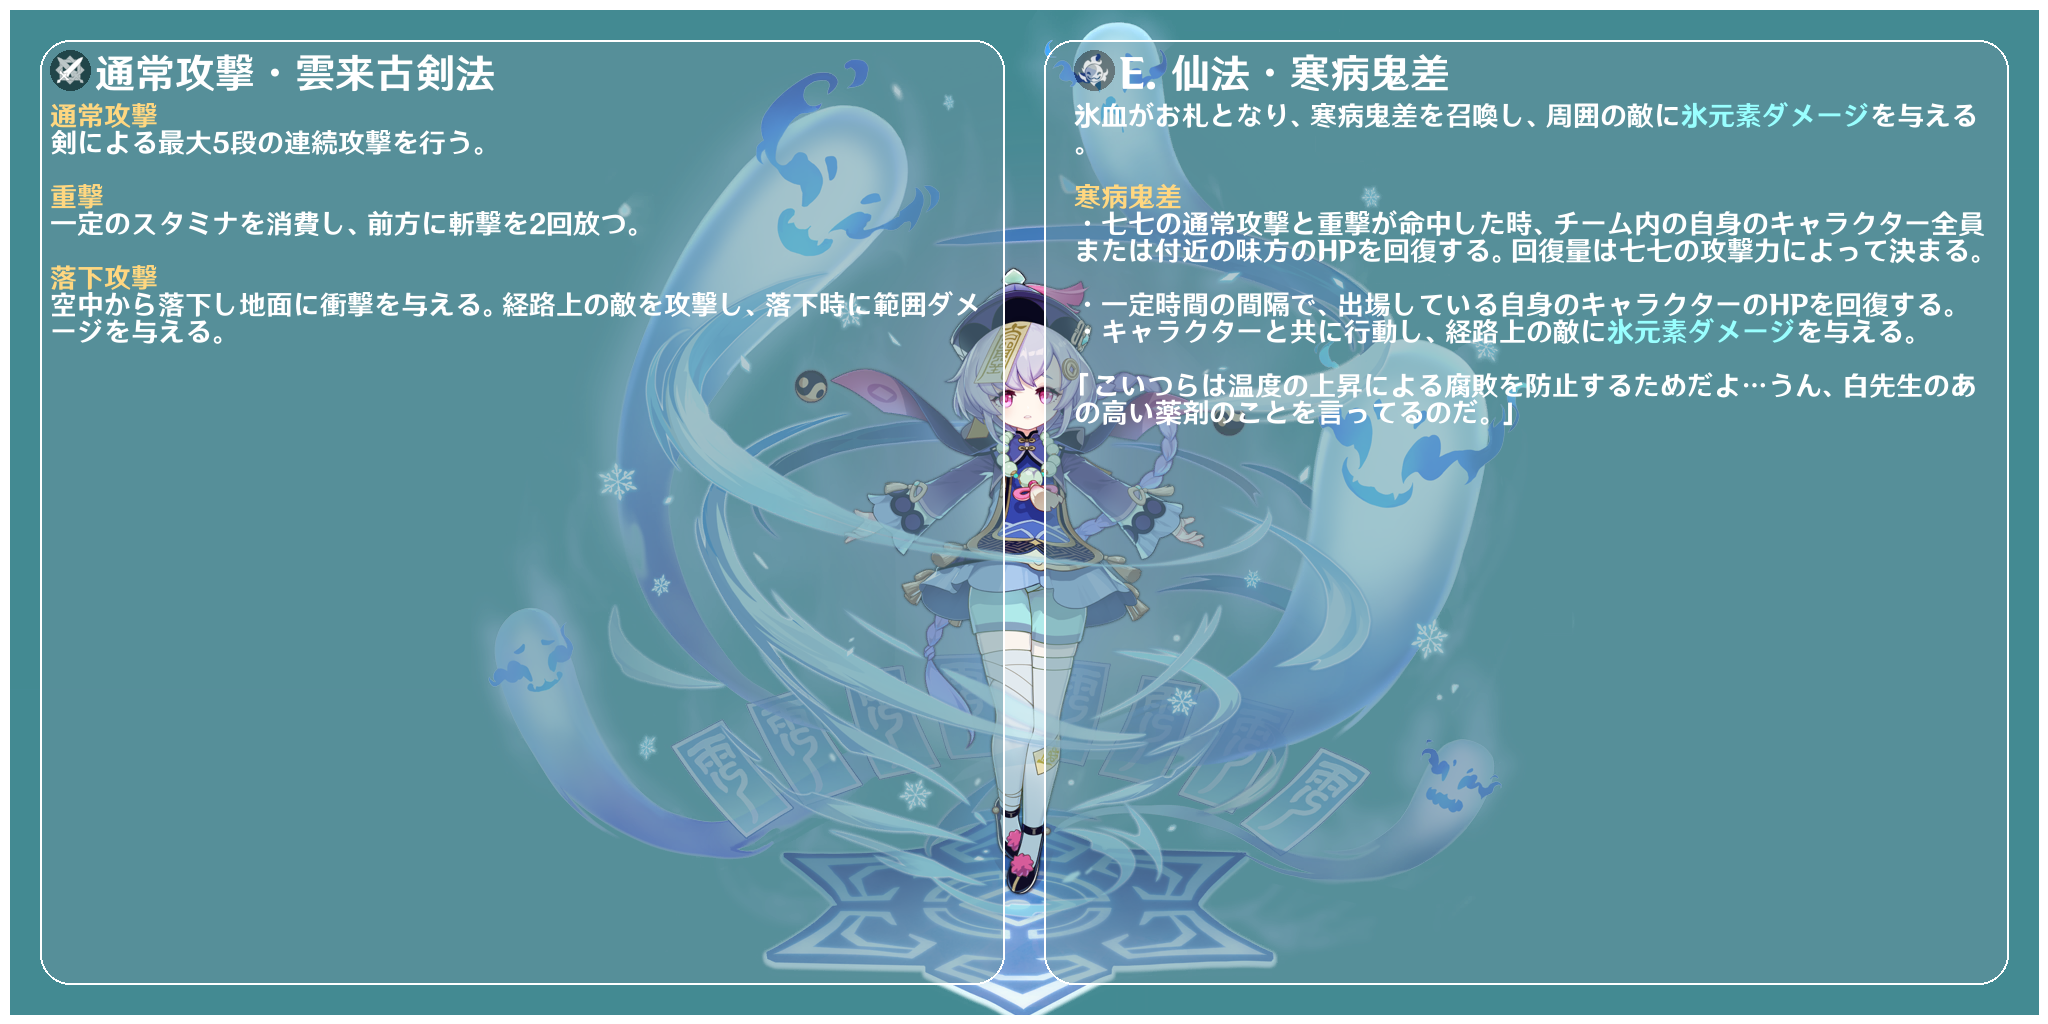 通常攻撃・雲来古剣法
通常攻撃
剣による最大5段の連続攻撃を行う。
重撃
一定のスタミナを消費し、前方に斬撃を2回放つ。
落下攻撃
空中から落下し地面に衝撃を与える。経路上の敵を攻撃し、落下時に範囲ダメ
ージを与える。
E. 仙法・寒病鬼差
氷血がお札となり、寒病鬼差を召喚し、周囲の敵に氷元素ダメージを与える
。
寒病鬼差
・七七の通常攻撃と重撃が命中した時、チーム内の自身のキャラクター全員
または付近の味方のHPを回復する。回復量は七七の攻撃力によって決まる。
・一定時間の間隔で、出場している自身のキャラクターのHPを回復する。
・キャラクターと共に行動し、経路上の敵に氷元素ダメージを与える。
「こいつらは温度の上昇による腐敗を防止するためだよ…うん、白先生のあ
の高い薬剤のことを言ってるのだ。」